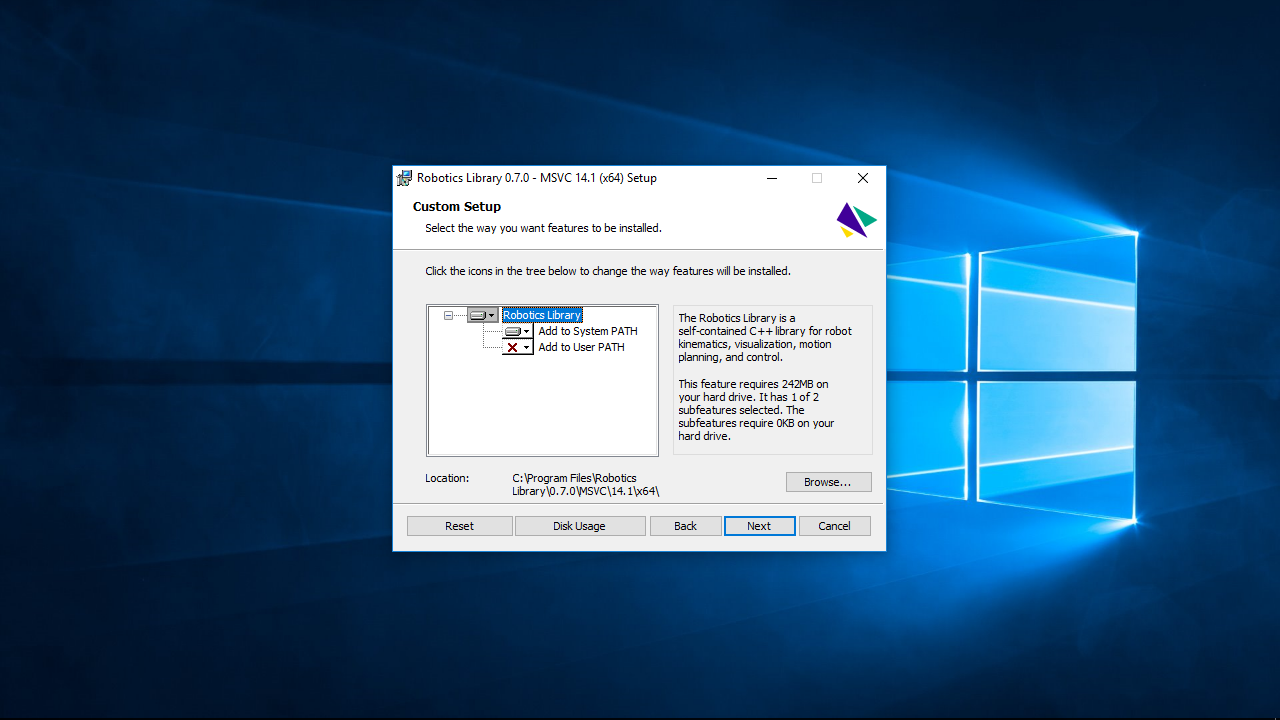 Robotics Library 0.7.0 - MSVC 14.1 (x64) Setup
Custom Setup
Select the way you want features to be installed.
Click the icons in the tree below to change the way features will be installed.
Robotics Library
Add to System PATH
Add to User PATH
The Robotics Library is a
self-contained C++ library for robot
kinematics, visualization, motion
planning, and control.
This feature requires 242MB on
your hard drive. It has 1 of 2
subfeatures selected. The
subfeatures require 0KB on your
hard drive.
Location:
C:\Program Files\Robotics
Library\0.7.0\MSVC\14.1\x64\
Browse...
Reset
Disk Usage
Back
Next
Cancel